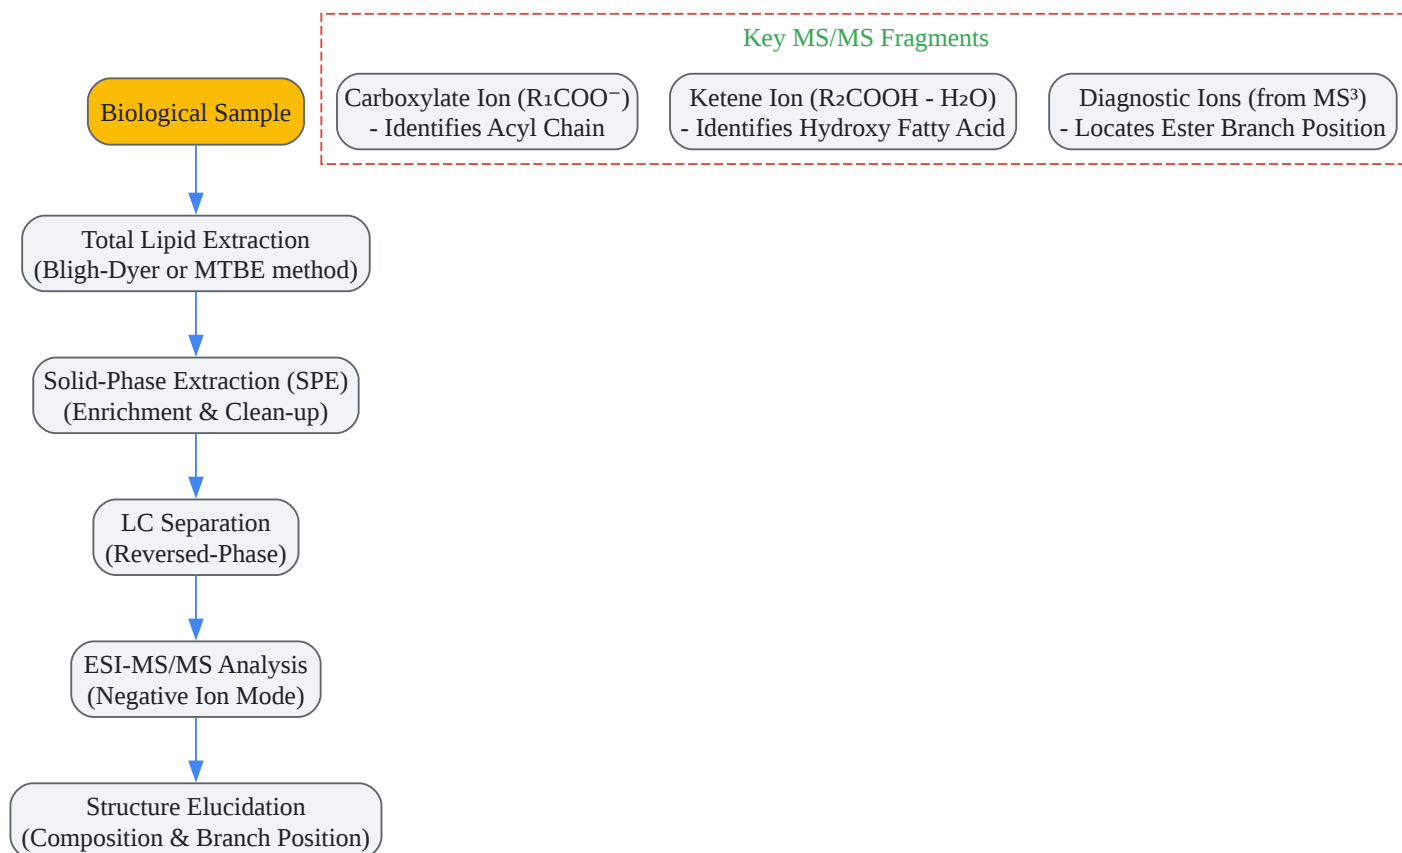 Key MS/MS Fragments
Biological Sample
Carboxylate Ion (R₁COO⁻)
- Identifies Acyl Chain
Ketene Ion (R₂COOH - H₂O)
- Identifies Hydroxy Fatty Acid
Diagnostic Ions (from MS³)
- Locates Ester Branch Position
Total Lipid Extraction
(Bligh-Dyer or MTBE method)
Solid-Phase Extraction (SPE)
(Enrichment & Clean-up)
LC Separation
(Reversed-Phase)
ESI-MS/MS Analysis
(Negative Ion Mode)
Structure Elucidation
(Composition & Branch Position)